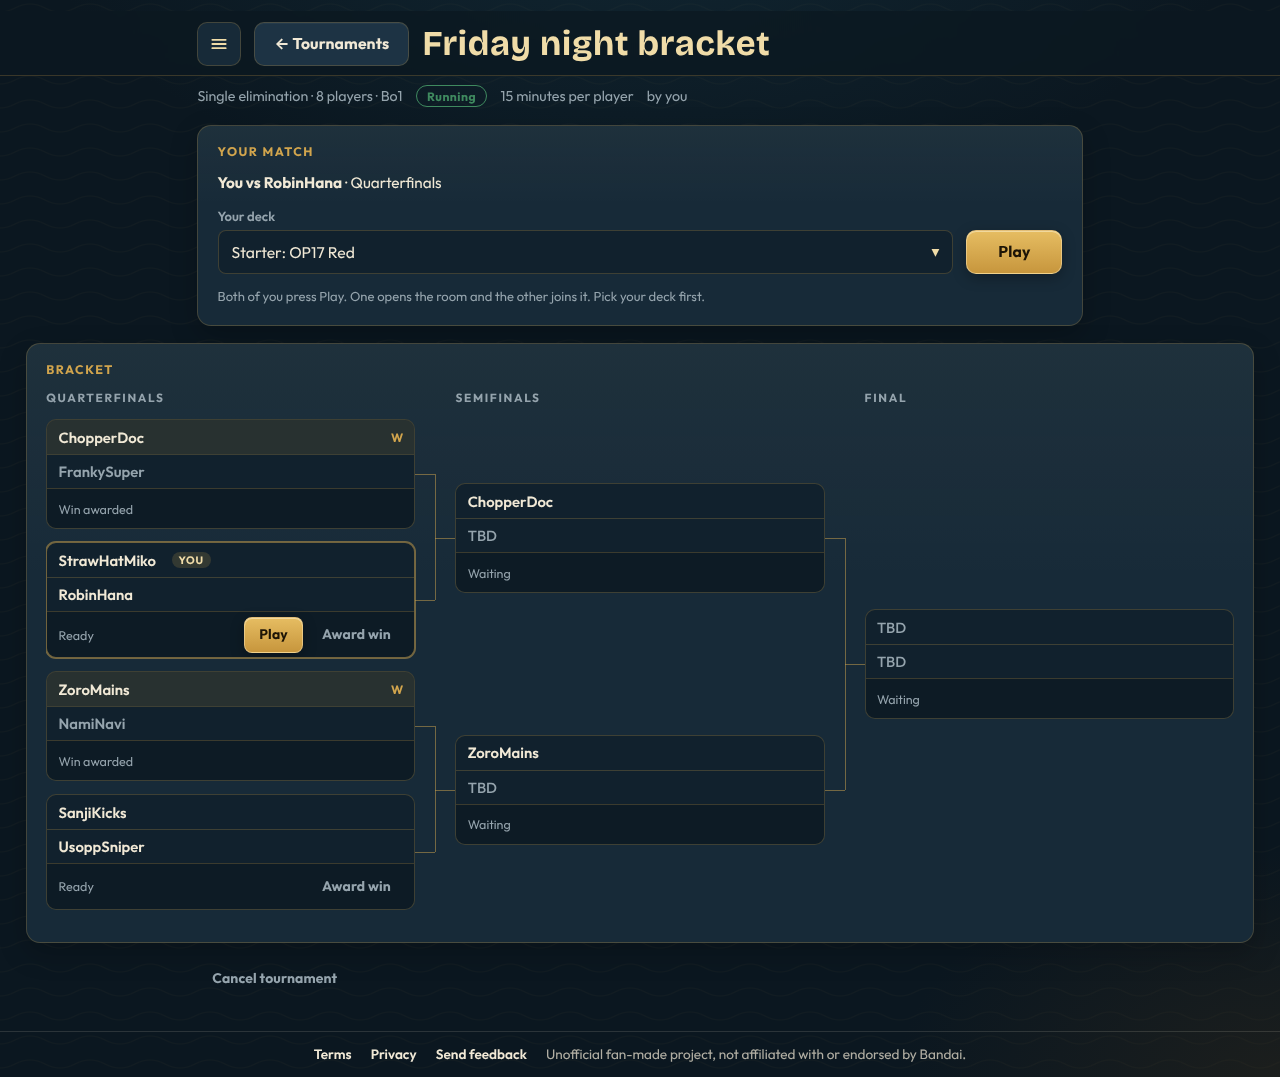 ← Tournaments
Friday night bracket
Single elimination · 8 players · Bo1 Running 15 minutes per player by you
YOUR MATCH
You vs RobinHana · Quarterfinals
Your deck
Starter: OP17 Red ▼
Play
Both of you press Play. One opens the room and the other joins it. Pick your deck first.
BRACKET
QUARTERFINALS
ChopperDoc W
FrankySuper
Win awarded
StrawHatMiko YOU
RobinHana
Ready Play Award win
ZoroMains W
NamiNavi
Win awarded
SanjiKicks
UsoppSniper
Ready Award win
SEMIFINALS
ChopperDoc
TBD
Waiting
ZoroMains
TBD
Waiting
FINAL
TBD
TBD
Waiting
Cancel tournament
Terms Privacy Send feedback Unofficial fan-made project, not affiliated with or endorsed by Bandai.